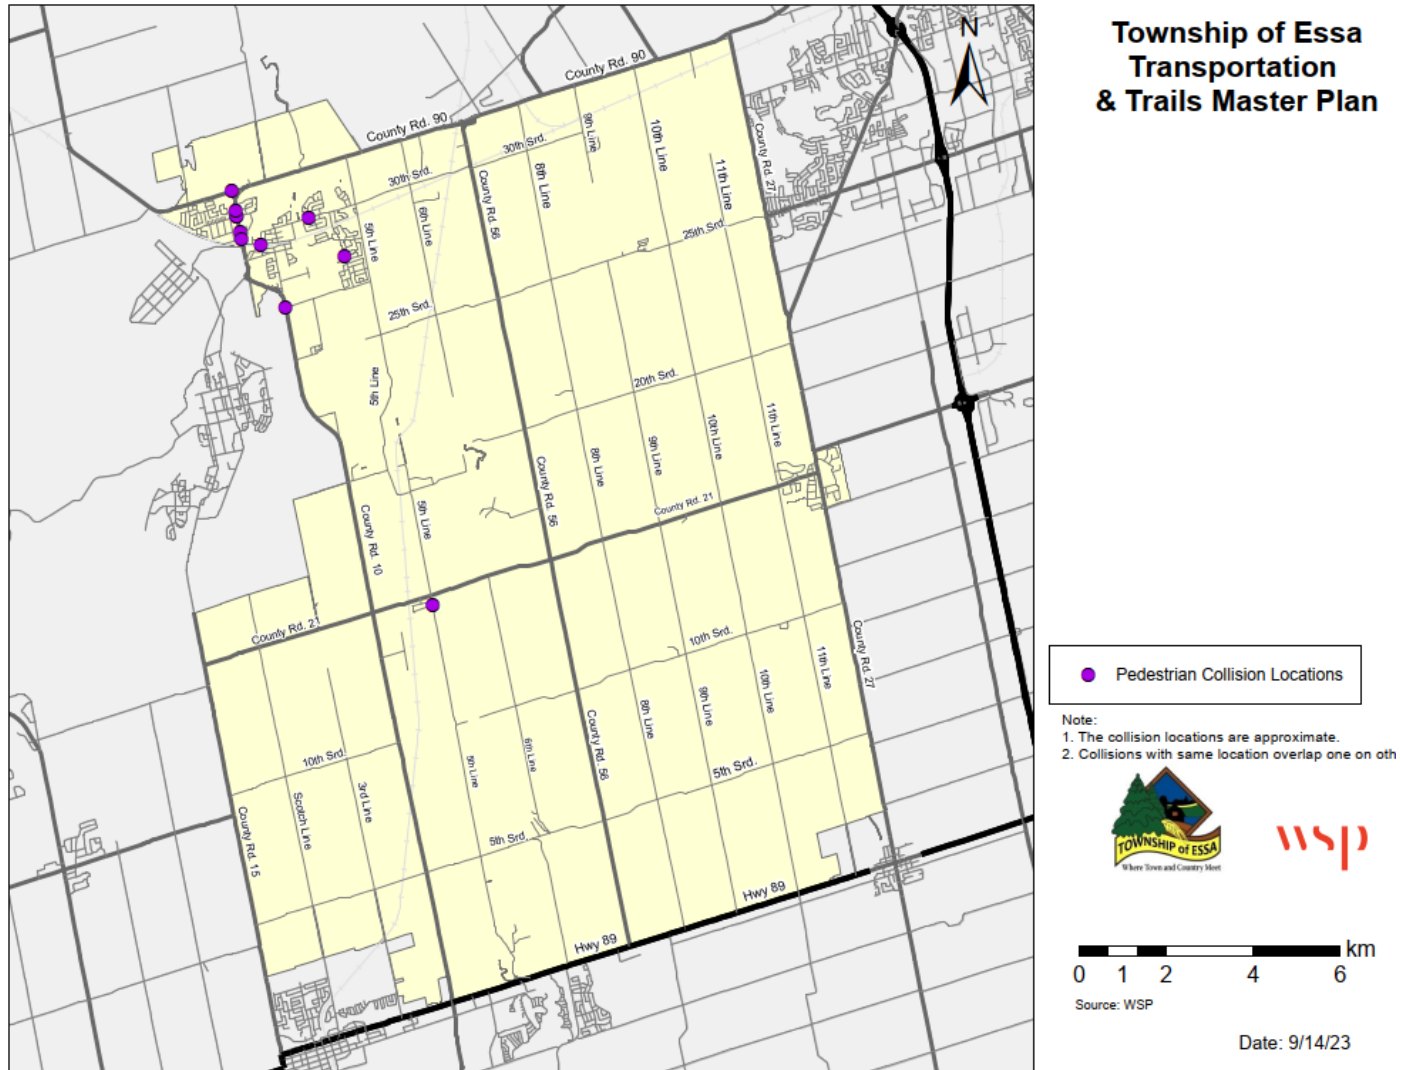 Township of Essa
Transportation
& Trails Master Plan
N
County Rd. 90
County Rd. 90
30th Srd.
30th Srd.
9th Line
10th Line
11th Line
County Rd. 27
8th Line
County Rd. 56
6th Line
5th Line
25th Srd.
25th Srd.
5th Line
20th Srd.
11th Line
10th Line
9th Line
8th Line
County Rd. 56
County Rd. 21
5th Line
County Rd. 10
County Rd. 21
10th Srd.
County Rd. 27
11th Line
10th Line
9th Line
8th Line
County Rd. 56
6th Line
5th Line
10th Srd.
3rd Line
Scotch Line
County Rd. 15
5th Srd.
5th Srd.
Hwy 89
Hwy 89
Pedestrian Collision Locations
Note:
1. The collision locations are approximate.
2. Collisions with same location overlap one on oth
TOWNSHIP of ESSA
Where Town and Country Meet
wsp
km
0 1 2 4 6
Source: WSP
Date: 9/14/23